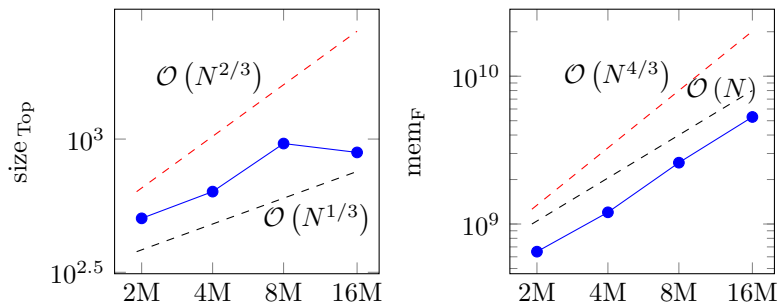 size_Top
10^3
10^2.5
O(N^{2/3})
O(N^{1/3})
2M 4M 8M 16M
mem_F
10^10
10^9
O(N^{4/3})
O(N)
2M 4M 8M 16M